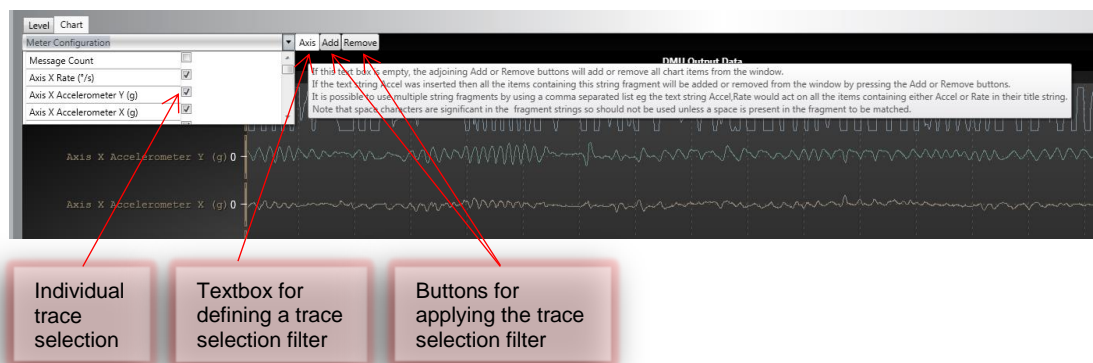 Level Chart
Meter Configuration Axis Add Remove
Message Count
Axis X Rate (°/s)
Axis X Accelerometer Y (g)
Axis X Accelerometer X (g)
DMU Output Data
If this text box is empty, the adjoining Add or Remove buttons will add or remove all chart items from the window.
If the text string Accel was inserted then all the items containing this string fragment will be added or removed from the window by pressing the Add or Remove buttons.
It is possible to use multiple string fragments by using a comma separated list eg the text string Accel,Rate would act on all the items containing either Accel or Rate in their title string.
Note that space characters are significant in the fragment strings so should not be used unless a space is present in the fragment to be matched.
Axis X Accelerometer Y (g) 0
Axis X Accelerometer X (g) 0
Individual
trace
selection
Textbox for
defining a trace
selection filter
Buttons for
applying the trace
selection filter